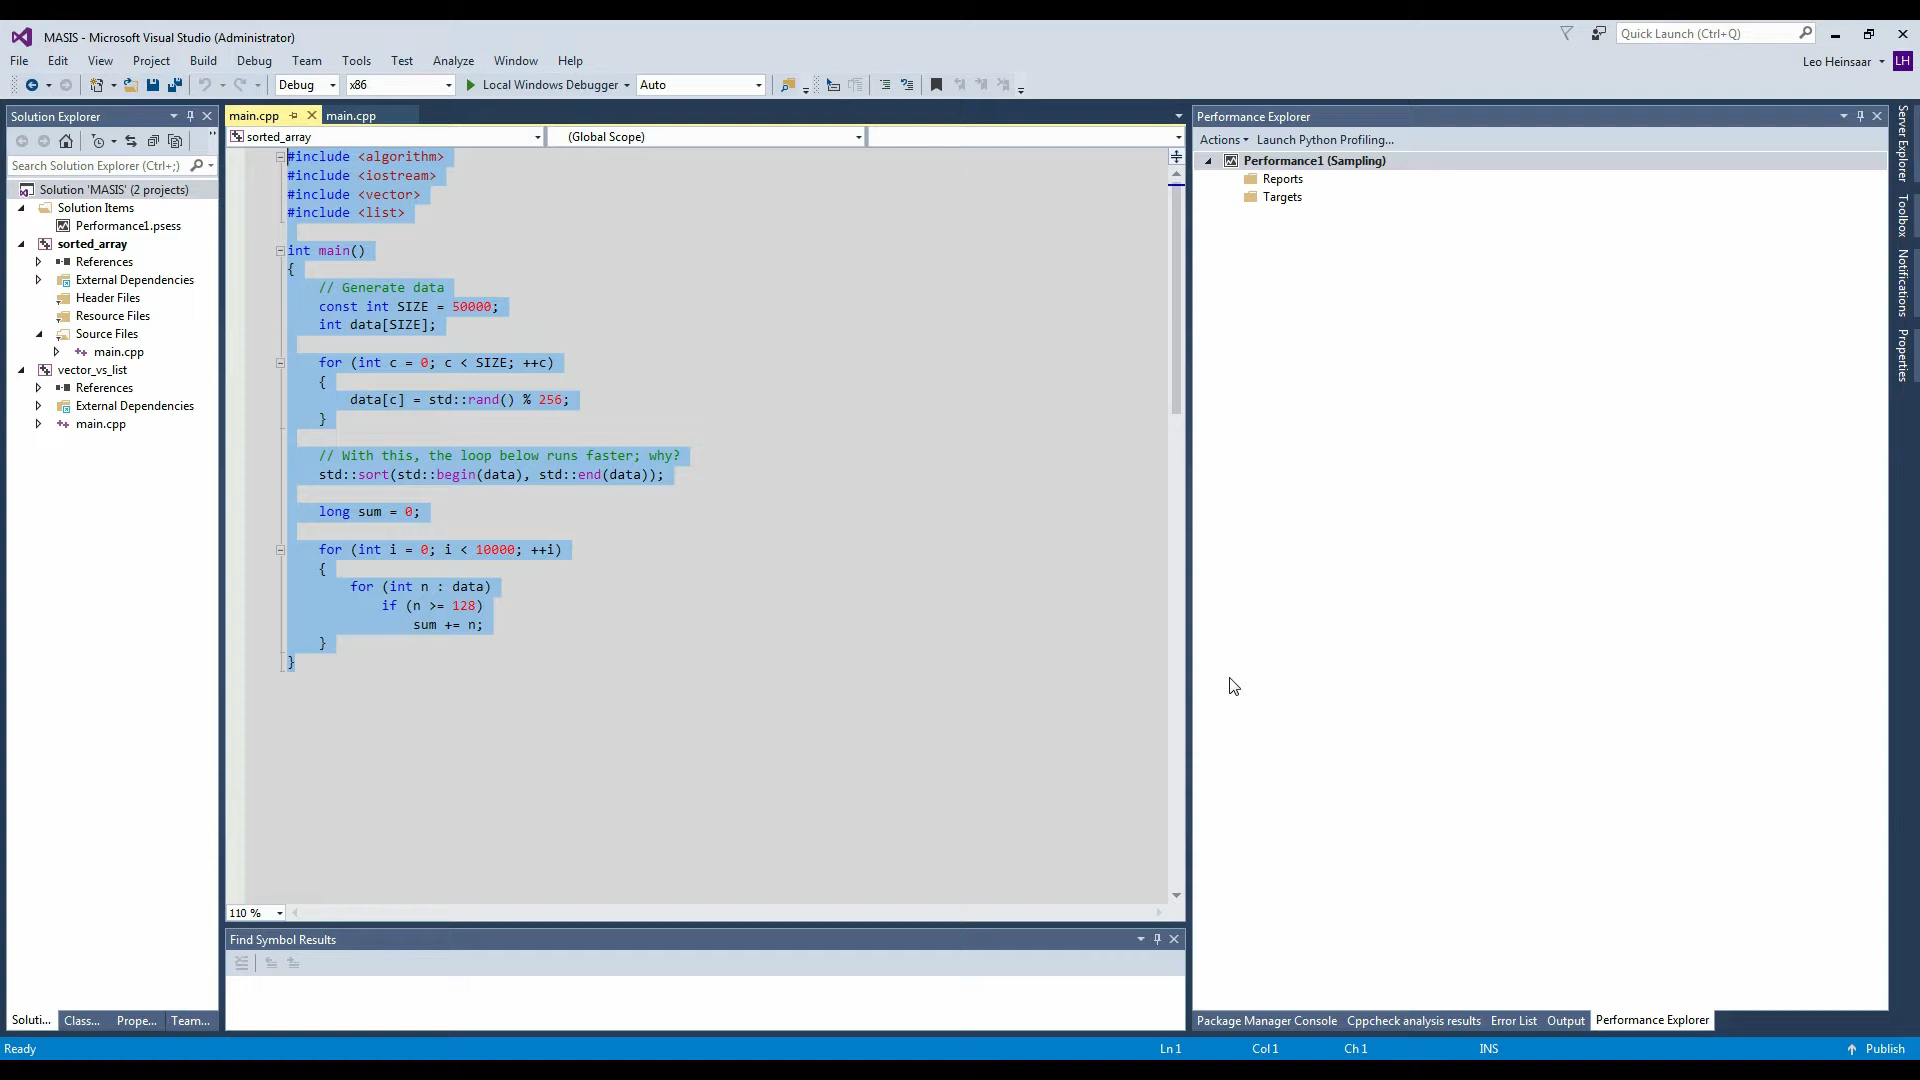 MASIS - Microsoft Visual Studio (Administrator)
Quick Launch (Ctrl+Q)
File Edit View Project Build Debug Team Tools Test Analyze Window Help
Leo Heinsaar LH
Debug x86 Local Windows Debugger Auto
Solution Explorer
Search Solution Explorer (Ctrl+;)
Solution 'MASIS' (2 projects)
Solution Items
Performance1.psess
sorted_array
References
External Dependencies
Header Files
Resource Files
Source Files
main.cpp
vector_vs_list
References
External Dependencies
main.cpp
Soluti... Class... Prope... Team...
main.cpp main.cpp
sorted_array (Global Scope)
#include <algorithm>
#include <iostream>
#include <vector>
#include <list>
int main()
{
// Generate data
const int SIZE = 50000;
int data[SIZE];
for (int c = 0; c < SIZE; ++c)
{
data[c] = std::rand() % 256;
}
// With this, the loop below runs faster; why?
std::sort(std::begin(data), std::end(data));
long sum = 0;
for (int i = 0; i < 10000; ++i)
{
for (int n : data)
if (n >= 128)
sum += n;
}
}
110 %
Find Symbol Results
Performance Explorer
Actions Launch Python Profiling...
Performance1 (Sampling)
Reports
Targets
Package Manager Console Cppcheck analysis results Error List Output Performance Explorer
Server Explorer
Toolbox
Notifications
Properties
Ready Ln 1 Col 1 Ch 1 INS Publish